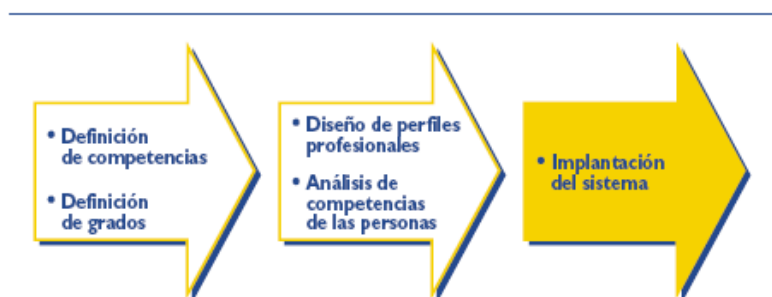 • Definición
de competencias
• Definición
de grados
• Diseño de perfiles
profesionales
• Análisis de
competencias
de las personas
• Implantación
del sistema